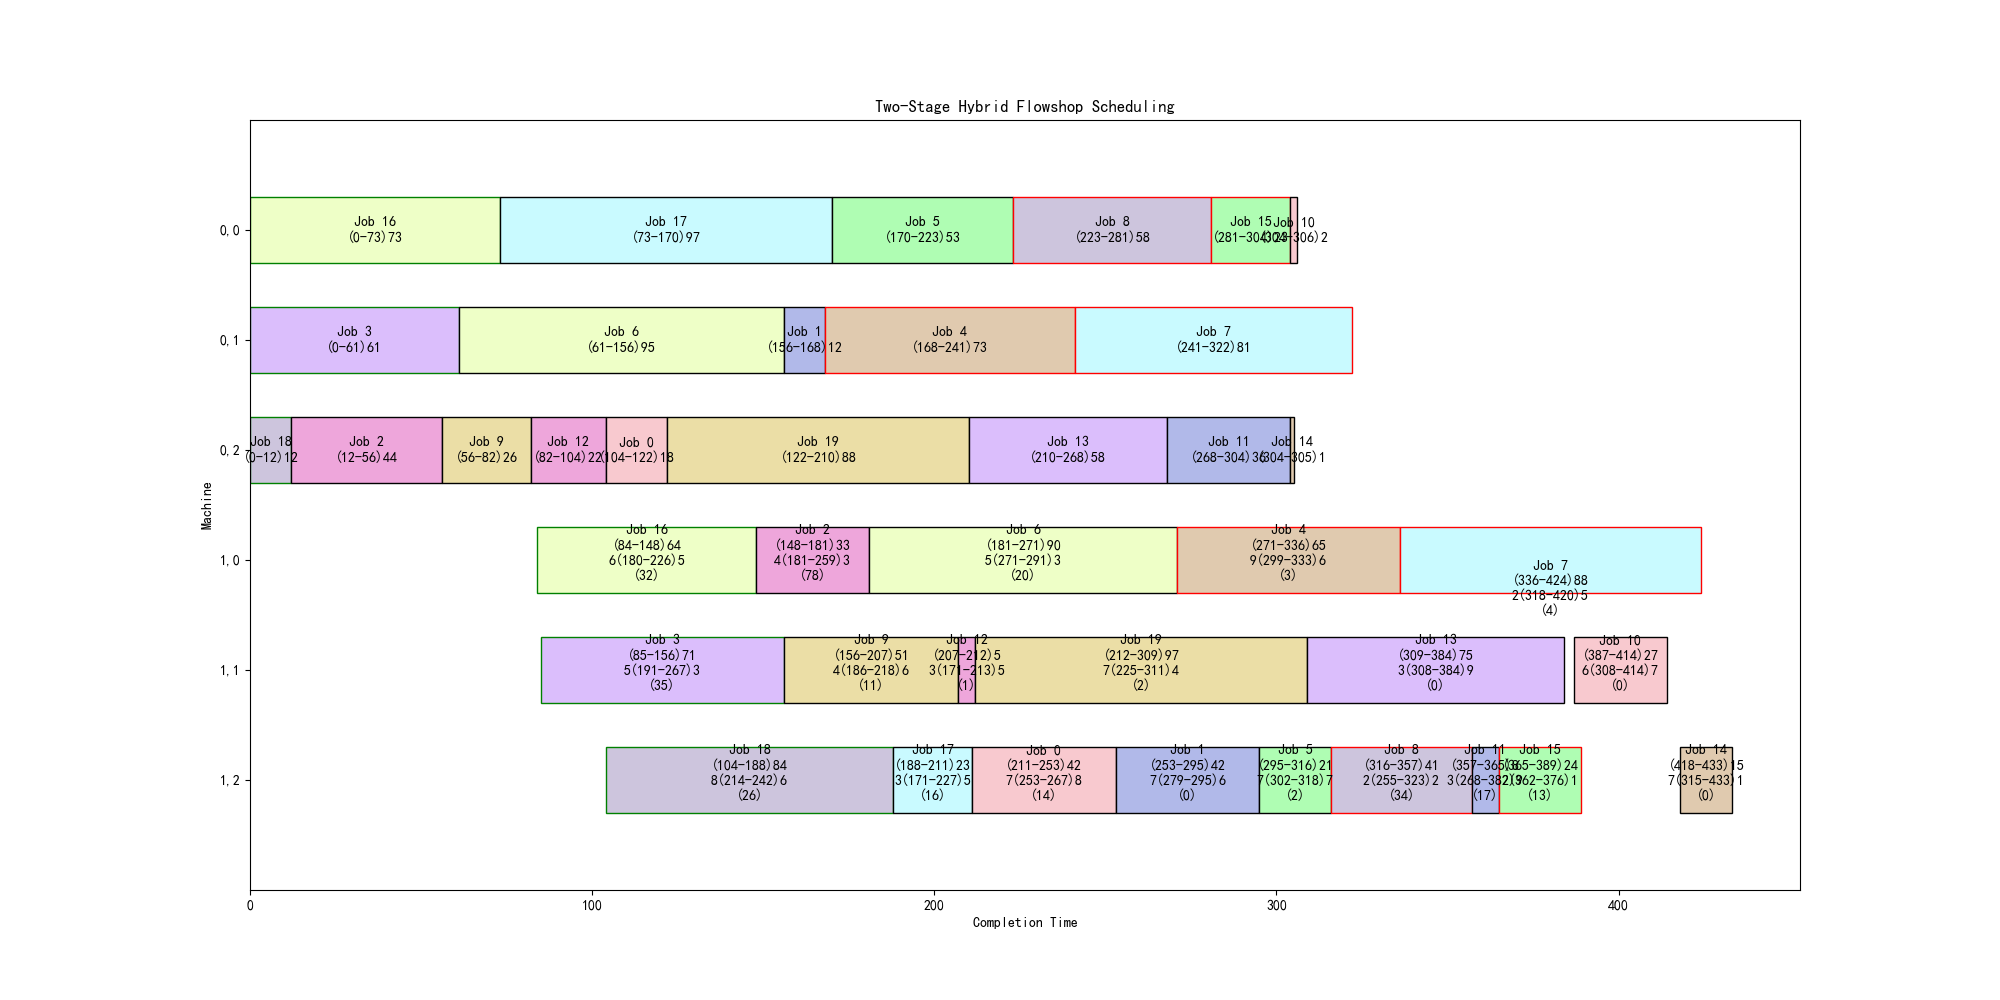 Two-Stage Hybrid Flowshop Scheduling
0,0
Job 16
(0-73)73
Job 17
(73-170)97
Job 5
(170-223)53
Job 8
(223-281)58
Job 15
(281-304)23
Job 10
(304-306)2
0,1
Job 3
(0-61)61
Job 6
(61-156)95
Job 1
(156-168)12
Job 4
(168-241)73
Job 7
(241-322)81
0,2
Job 18
(0-12)12
Job 2
(12-56)44
Job 9
(56-82)26
Job 12
(82-104)22
Job 0
(104-122)18
Job 19
(122-210)88
Job 13
(210-268)58
Job 11
(268-304)36
Job 14
(304-305)1
Machine
1,0
Job 16
(84-148)64
6(180-226)5
(32)
Job 2
(148-181)33
4(181-259)3
(78)
Job 6
(181-271)90
5(271-291)3
(20)
Job 4
(271-336)65
9(299-333)6
(3)
Job 7
(336-424)88
2(318-420)5
(4)
1,1
Job 3
(85-156)71
5(191-267)3
(35)
Job 9
(156-207)51
4(186-218)6
(11)
Job 12
(207-212)5
3(171-213)5
(1)
Job 19
(212-309)97
7(225-311)4
(2)
Job 13
(309-384)75
3(308-384)9
(0)
Job 10
(387-414)27
6(308-414)7
(0)
1,2
Job 18
(104-188)84
8(214-242)6
(26)
Job 17
(188-211)23
3(171-227)5
(16)
Job 0
(211-253)42
7(253-267)8
(14)
Job 1
(253-295)42
7(279-295)6
(0)
Job 5
(295-316)21
7(302-318)7
(2)
Job 8
(316-357)41
2(255-323)2
(34)
Job 11
(357-365)8
(17)
Job 15
(365-389)24
(13)
Job 14
(418-433)15
7(315-433)1
(0)
0
100
200
300
400
Completion Time